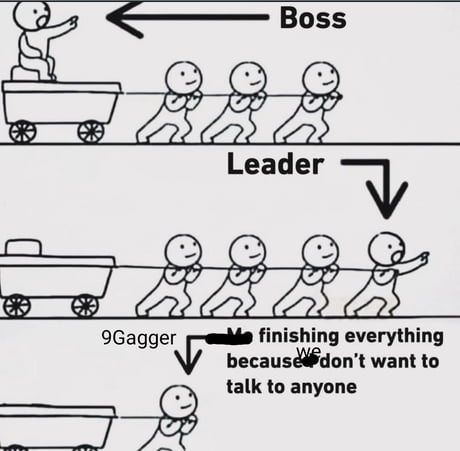 Boss
Leader
9Gagger
finishing everything
because we don't want to
talk to anyone